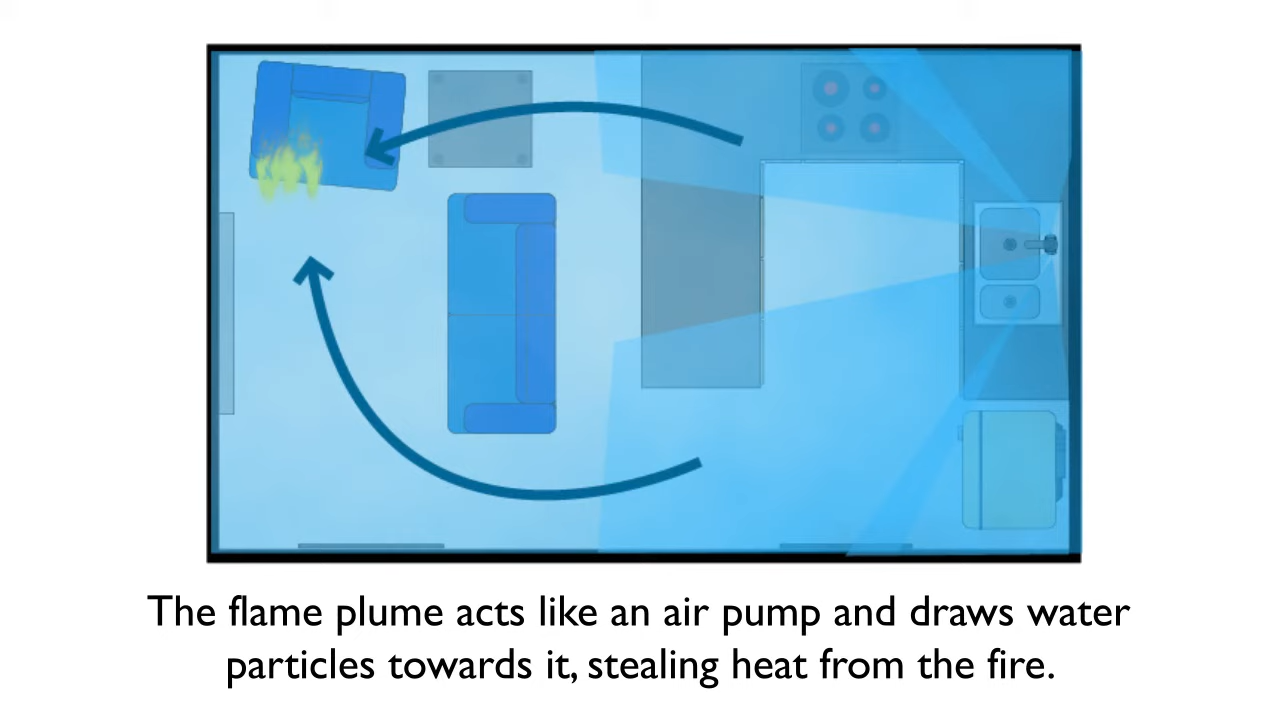 The flame plume acts like an air pump and draws water
particles towards it, stealing heat from the fire.